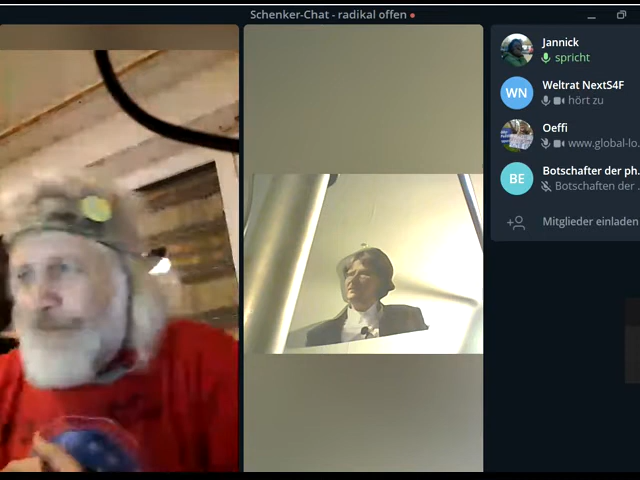 Schenker-Chat - radikal offen
Jannick
spricht
WN
Weltrat NextS4F
hört zu
Oeffi
www.global-lo...
BE
Botschafter der ph...
Botschaften der ...
Mitglieder einladen